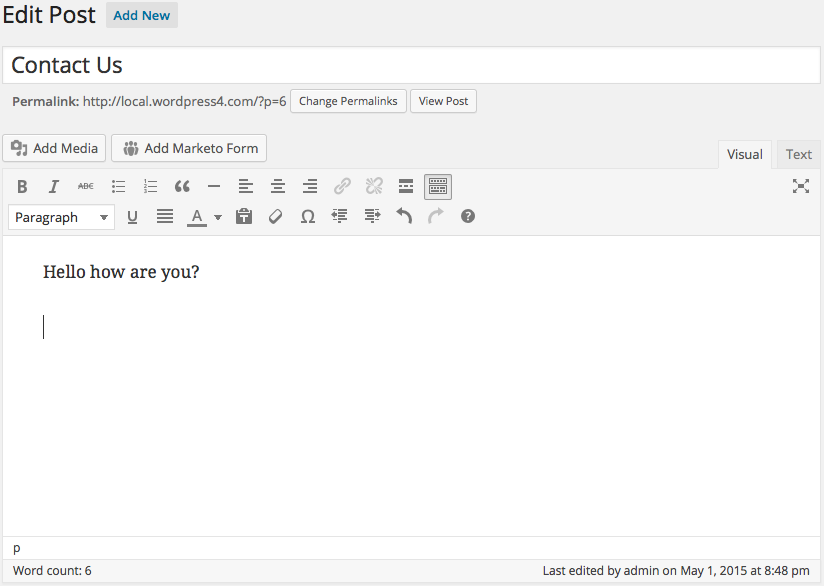 Edit Post Add New
Contact Us
Permalink: http://local.wordpress4.com/?p=6 Change Permalinks View Post
Add Media Add Marketo Form Visual Text
B I ABC
Paragraph U A T Ω ?
Hello how are you?
p
Word count: 6 Last edited by admin on May 1, 2015 at 8:48 pm